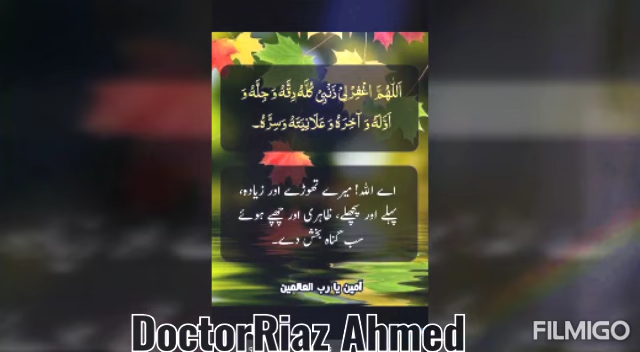 اَللّٰهُمَّ اغْفِرْ لِیْ ذَنْۢبِیْ كُلَّهٗ دِقَّهٗ وَ جِلَّهٗ وَ
اَوَّلَهٗ وَ آخِرَهٗ وَ عَلَانِیَتَهٗ وَسِرَّهٗ۔
اے اللہ! میرے تھوڑے اور زیادہ،
پہلے اور پچھلے، ظاہری اور چھپے ہوئے
سب گناہ بخش دے۔
آمین یا رب العالمین
DoctorRiaz Ahmed
FILMIGO